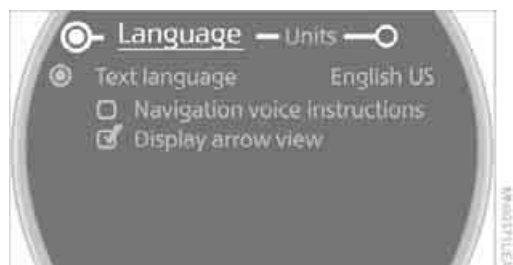 Language Units
Text language English US
Navigation voice instructions
Display arrow view